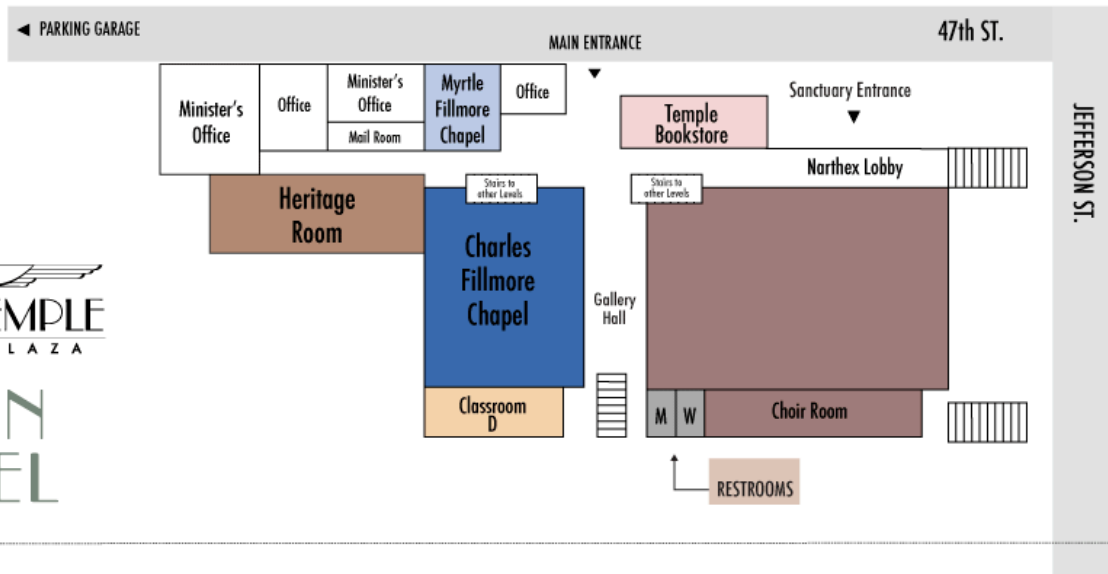 ◀ PARKING GARAGE
MAIN ENTRANCE
47th ST.
JEFFERSON ST.
Minister's
Office
Office
Minister's
Office
Mail Room
Myrtle
Fillmore
Chapel
Office
Temple
Bookstore
Sanctuary Entrance
Narthex Lobby
Heritage
Room
Stairs to
other Levels
Stairs to
other Levels
Charles
Fillmore
Chapel
Gallery
Hall
Classroom
D
M
W
Choir Room
RESTROOMS
EMPLE
LAZA
N
EL